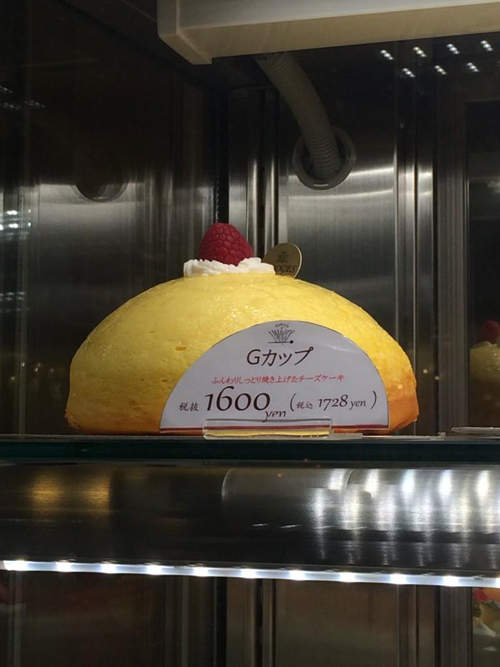 Gカップ
ふんわりしっとり焼き上げたチーズケーキ
税抜 1600 yen (税込 1728 yen)